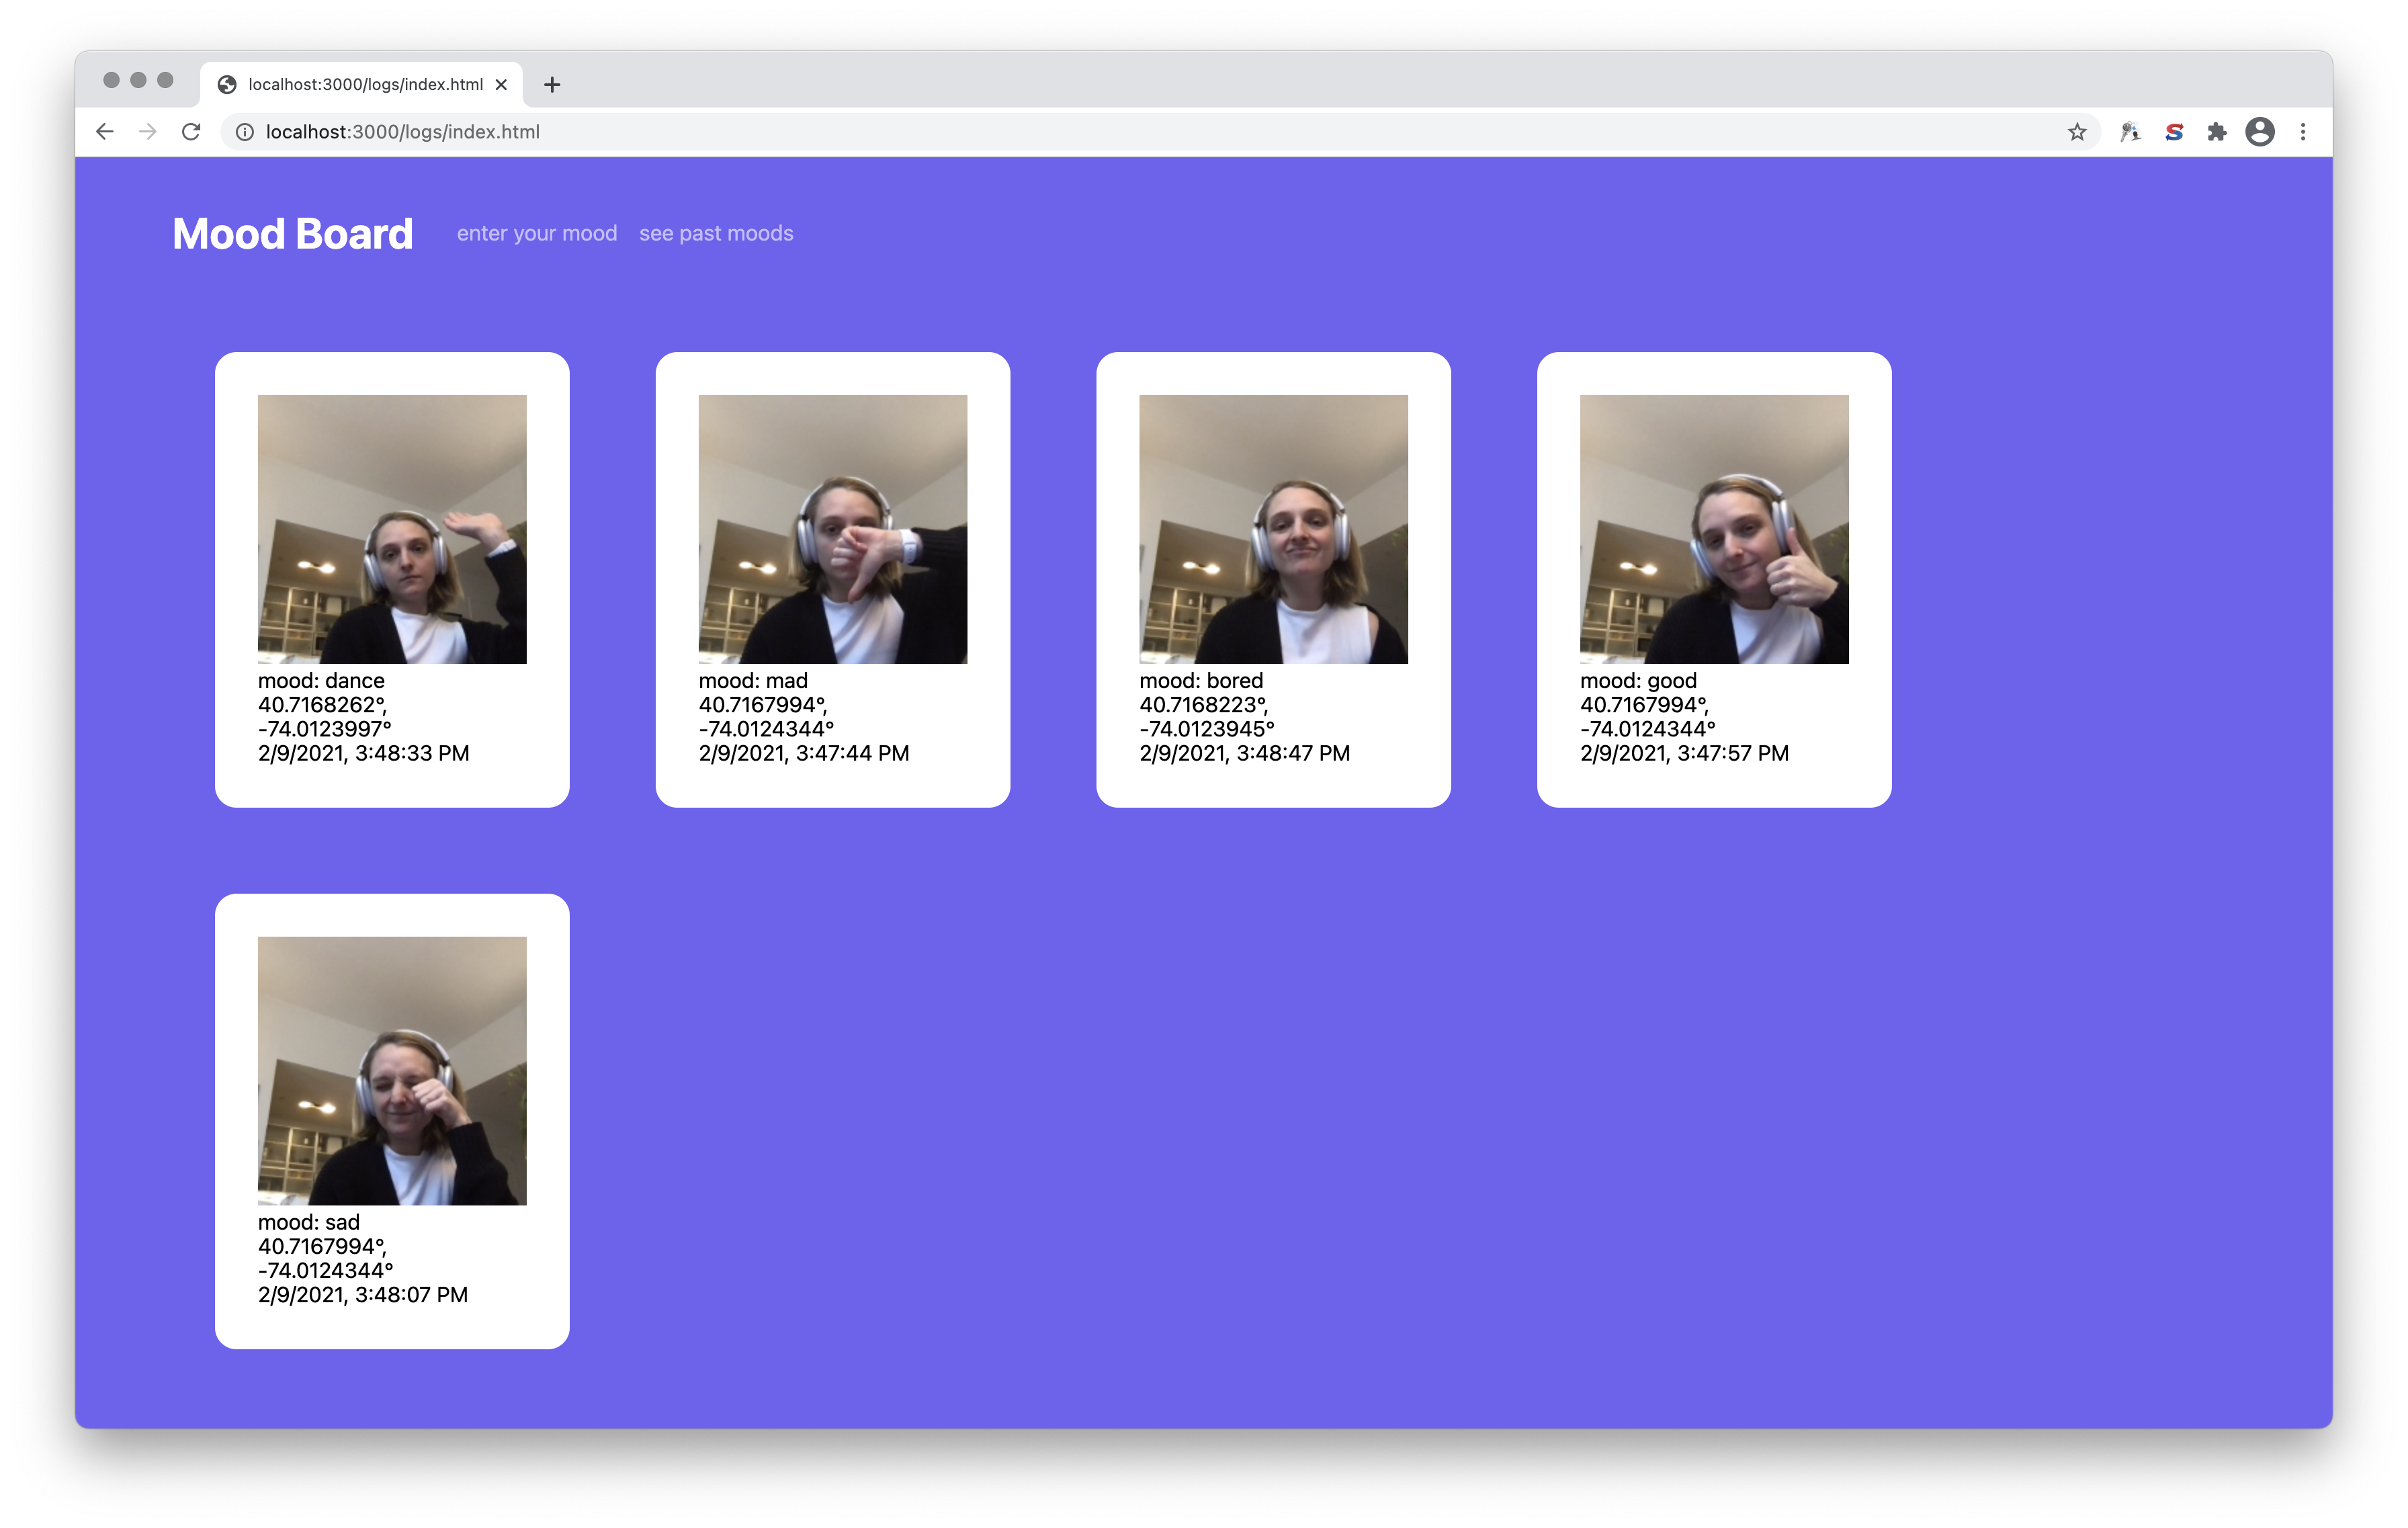 localhost:3000/logs/index.html
localhost:3000/logs/index.html
Mood Board
enter your mood
see past moods
mood: dance
40.7168262°,
-74.0123997°
2/9/2021, 3:48:33 PM
mood: mad
40.7167994°,
-74.0124344°
2/9/2021, 3:47:44 PM
mood: bored
40.7168223°,
-74.0123945°
2/9/2021, 3:48:47 PM
mood: good
40.7167994°,
-74.0124344°
2/9/2021, 3:47:57 PM
mood: sad
40.7167994°,
-74.0124344°
2/9/2021, 3:48:07 PM